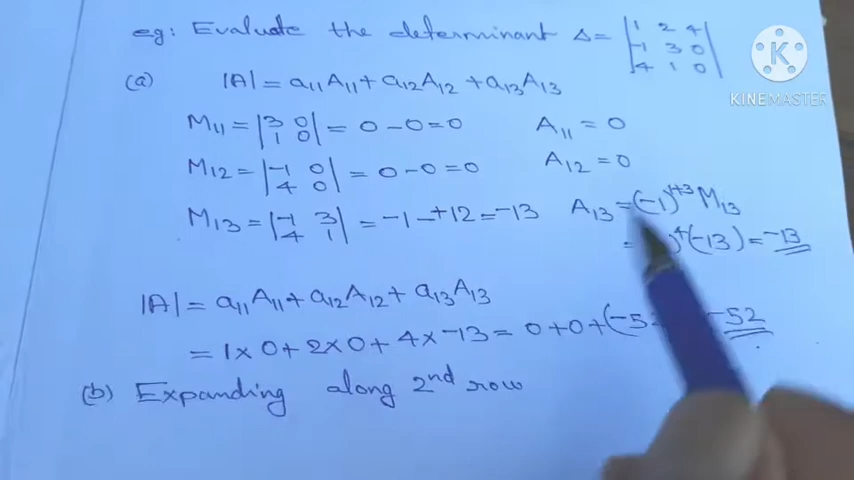 eg: Evaluate the determinant Δ = |1 2 4|
|-1 3 0|
|4 1 0|
KINEMASTER
(a) |A| = a11A11 + a12A12 + a13A13
M11 = |3 0| = 0 - 0 = 0 A11 = 0
|1 0|
M12 = |-1 0| = 0 - 0 = 0 A12 = 0
|4 0|
M13 = |-1 3| = -1 - +12 = -13 A13 = (-1)^1+3 M13
|4 1|
= ^4 (-13) = -13
|A| = a11A11 + a12A12 + a13A13
= 1 x 0 + 2 x 0 + 4 x -13 = 0 + 0 + (-5 -52
(b) Expanding along 2nd row